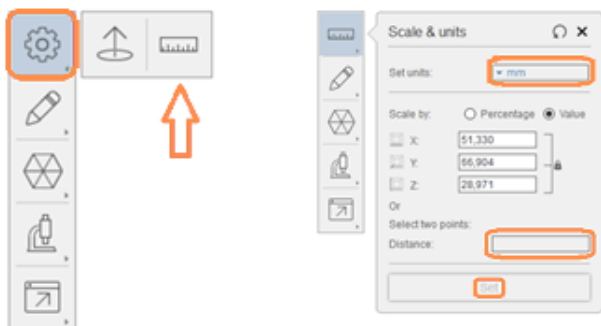 Scale & units
Set units: mm
Scale by: Percentage Value
X: 51,330
Y: 66,904
Z: 28,971
Or
Select two points:
Distance:
Set